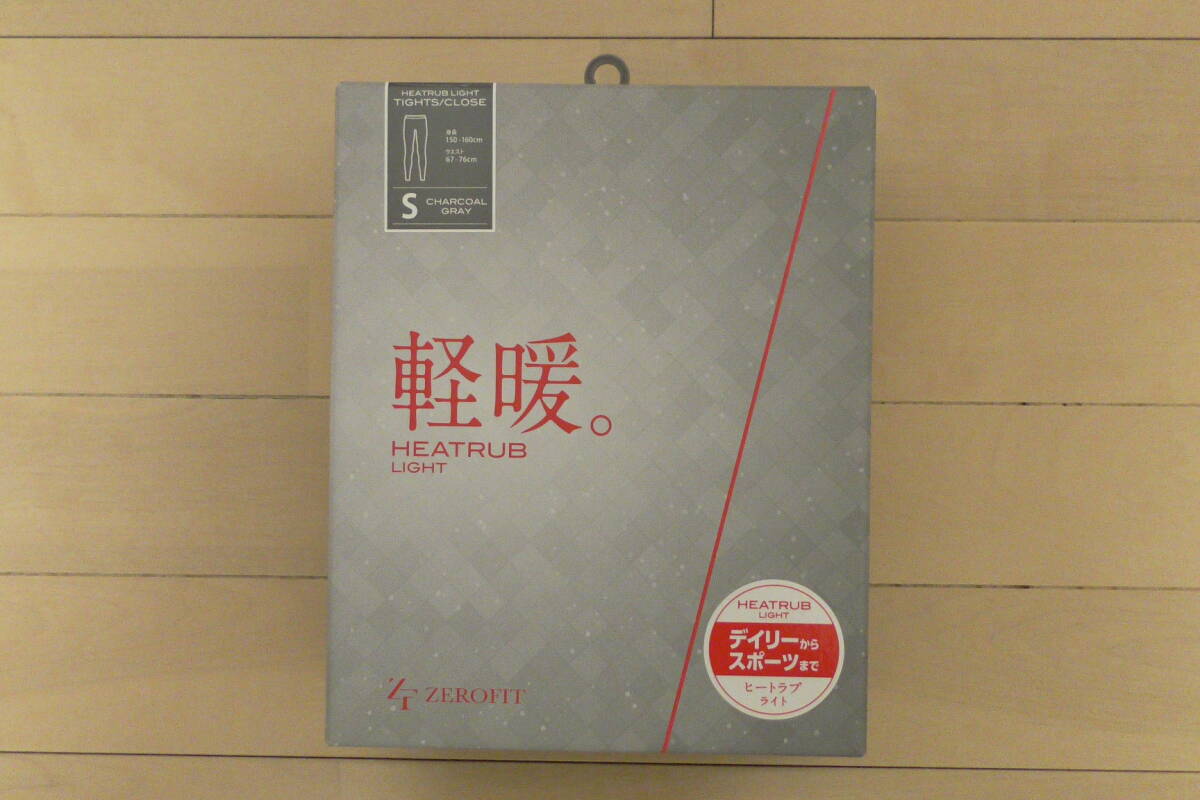 HEATRUB LIGHT
TIGHTS/CLOSE
身長
150-160cm
ウエスト
67-76cm
S CHARCOAL
GRAY
軽暖。
HEATRUB
LIGHT
ZEROFIT
HEATRUB
LIGHT
デイリーから
スポーツまで
ヒートラブ
ライト